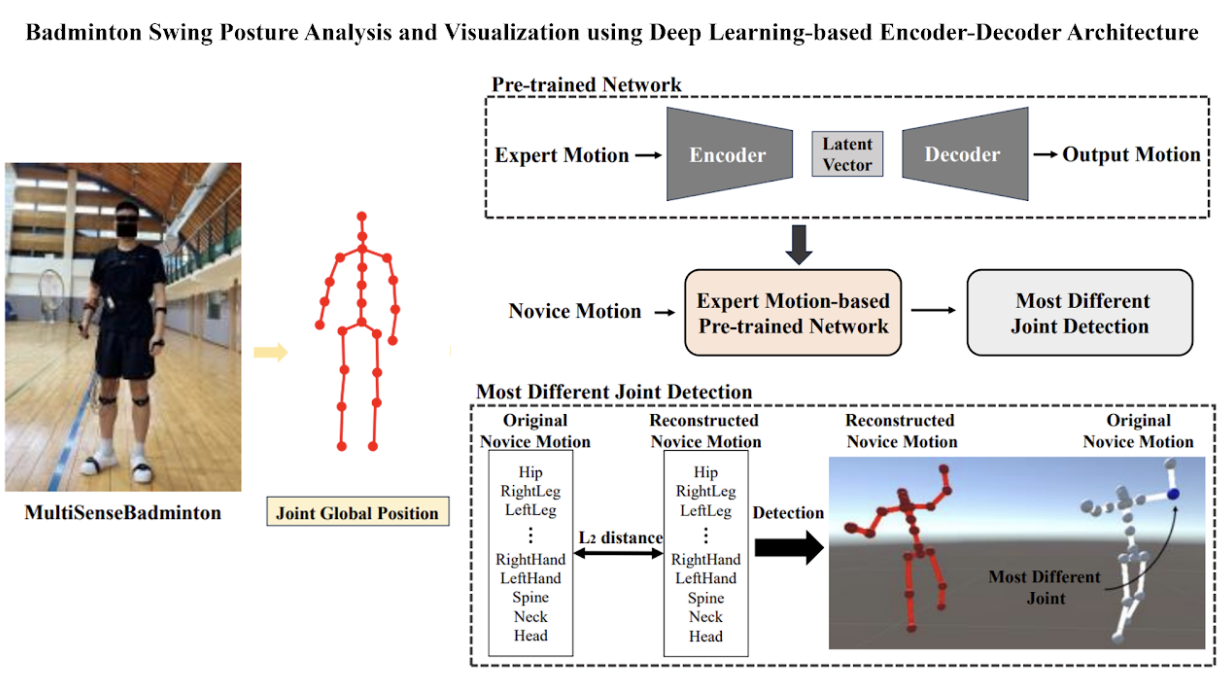 Badminton Swing Posture Analysis and Visualization using Deep Learning-based Encoder-Decoder Architecture
MultiSenseBadminton
Joint Global Position
Pre-trained Network
Expert Motion
Encoder
Latent
Vector
Decoder
Output Motion
Novice Motion
Expert Motion-based
Pre-trained Network
Most Different
Joint Detection
Most Different Joint Detection
Original
Novice Motion
Hip
RightLeg
LeftLeg
⋮
RightHand
LeftHand
Spine
Neck
Head
L₂ distance
Reconstructed
Novice Motion
Hip
RightLeg
LeftLeg
⋮
RightHand
LeftHand
Spine
Neck
Head
Detection
Reconstructed
Novice Motion
Original
Novice Motion
Most Different
Joint